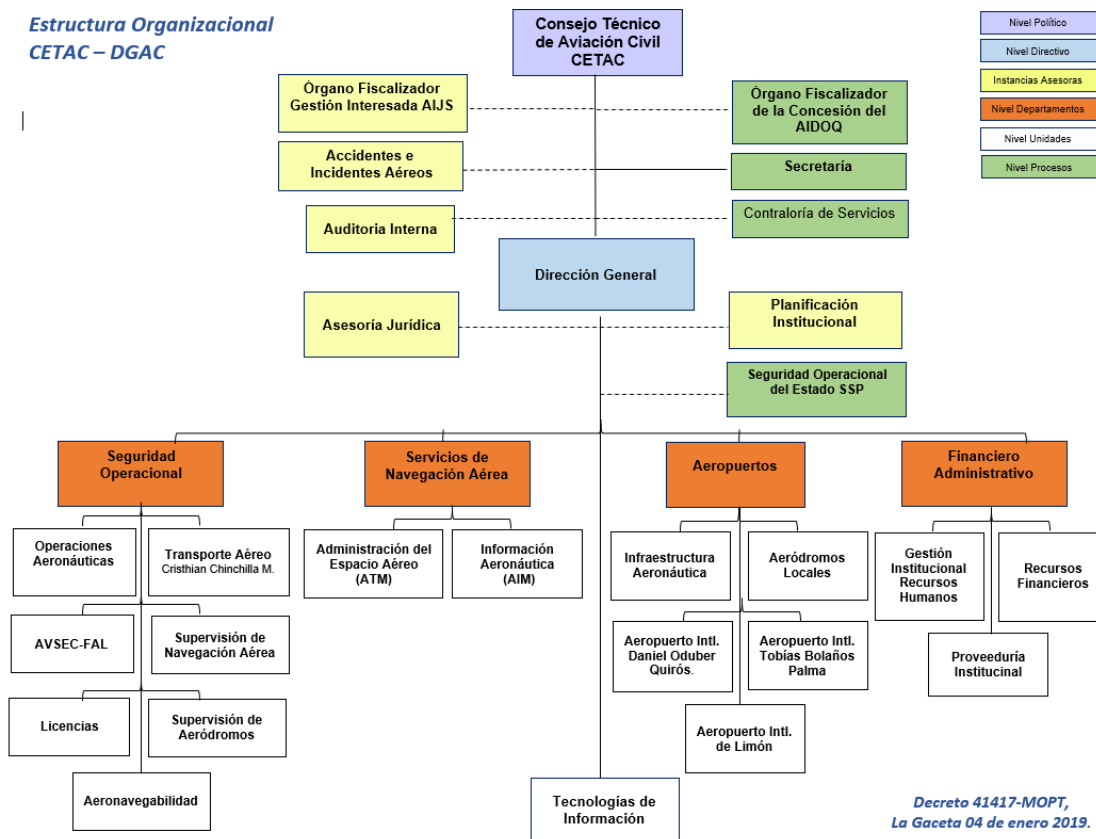 Estructura Organizacional
CETAC – DGAC
Consejo Técnico
de Aviación Civil
CETAC
Nivel Político
Nivel Directivo
Instancias Asesoras
Nivel Departamentos
Nivel Unidades
Nivel Procesos
Órgano Fiscalizador
Gestión Interesada AIJS
Órgano Fiscalizador
de la Concesión del
AIDOQ
Accidentes e
Incidentes Aéreos
Secretaría
Auditoria Interna
Contraloría de Servicios
Dirección General
Asesoría Jurídica
Planificación
Institucional
Seguridad Operacional
del Estado SSP
Seguridad
Operacional
Servicios de
Navegación Aérea
Aeropuertos
Financiero
Administrativo
Operaciones
Aeronáuticas
Transporte Aéreo
Cristhian Chinchilla M.
Administración del
Espacio Aéreo
(ATM)
Información
Aeronáutica
(AIM)
Infraestructura
Aeronáutica
Aeródromos
Locales
Gestión
Institucional
Recursos
Humanos
Recursos
Financieros
AVSEC-FAL
Supervisión de
Navegación Aérea
Aeropuerto Intl.
Daniel Oduber
Quirós.
Aeropuerto Intl.
Tobías Bolaños
Palma
Proveeduría
Institucinal
Licencias
Supervisión de
Aeródromos
Aeropuerto Intl.
de Limón
Aeronavegabilidad
Tecnologías de
Información
Decreto 41417-MOPT,
La Gaceta 04 de enero 2019.